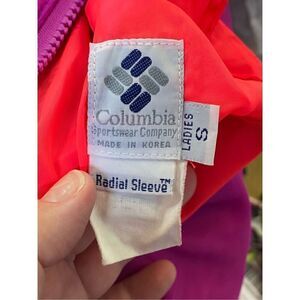 Columbia
Sportswear Company
MADE IN KOREA
LADIES
S
Radial Sleeve™